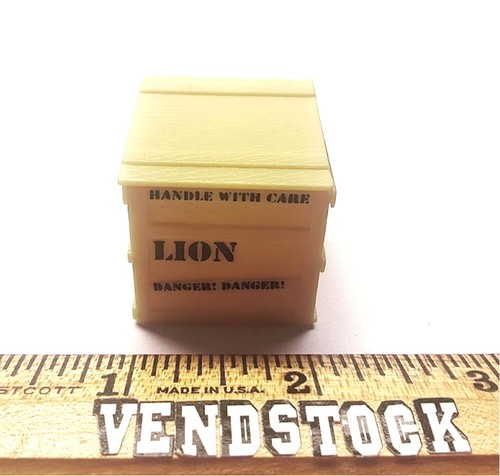 HANDLE WITH CARE
LION
DANGER! DANGER!
1 2 3
MADE IN U.S.A.
VENDSTOCK